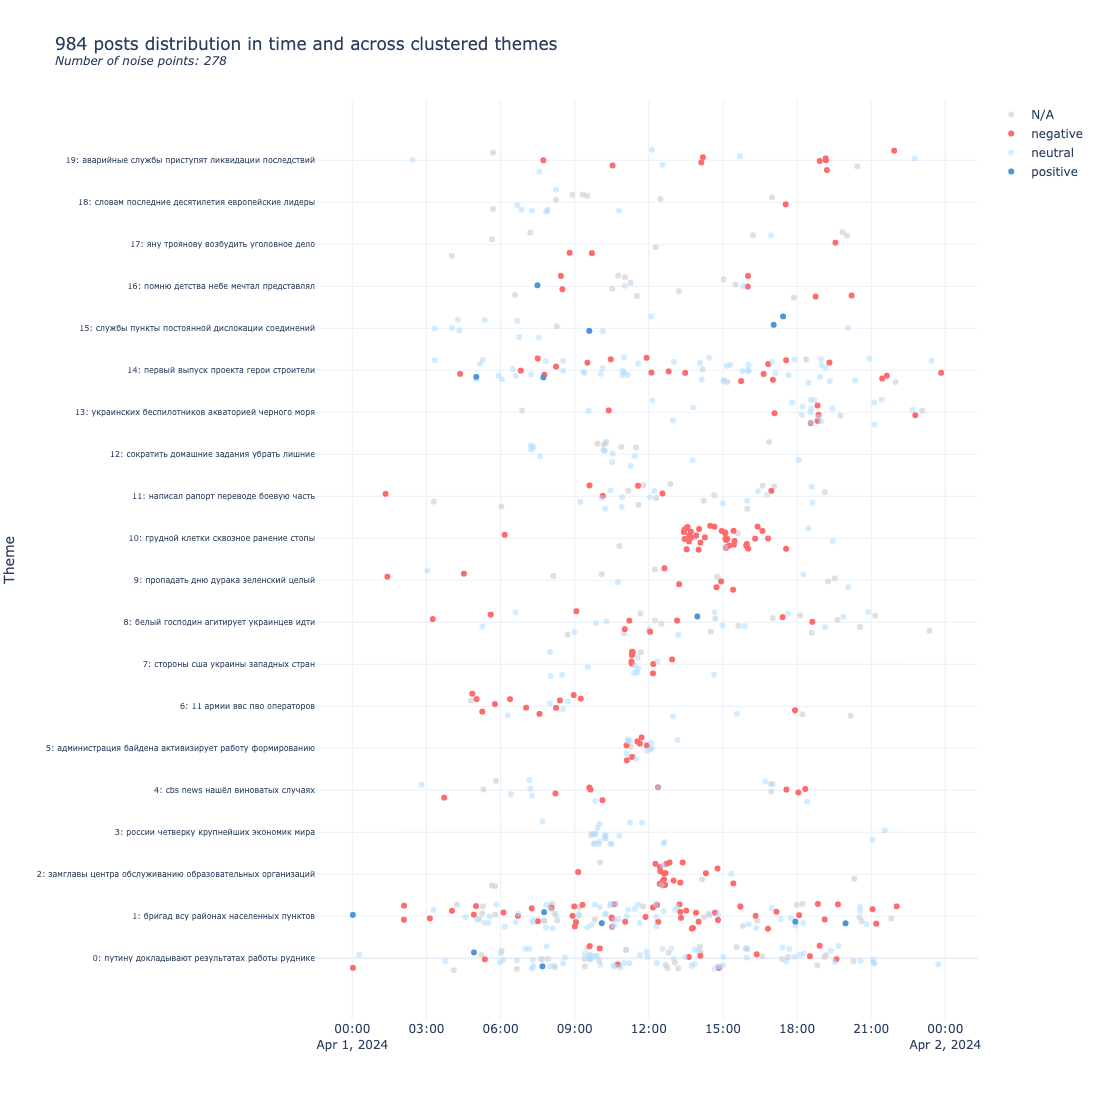 984 posts distribution in time and across clustered themes
Number of noise points: 278
N/A
negative
neutral
positive
Theme
19: аварийные службы приступят ликвидации последствий
18: словам последние десятилетия европейские лидеры
17: яну троянову возбудить уголовное дело
16: помню детства небе мечтал представлял
15: службы пункты постоянной дислокации соединений
14: первый выпуск проекта герои строители
13: украинских беспилотников акваторией черного моря
12: сократить домашние задания убрать лишние
11: написал рапорт переводе боевую часть
10: грудной клетки сквозное ранение стопы
9: пропадать дню дурака зеленский целый
8: белый господин агитирует украинцев идти
7: стороны сша украины западных стран
6: 11 армии ввс пво операторов
5: администрация байдена активизирует работу формированию
4: cbs news нашёл виноватых случаях
3: россии четверку крупнейших экономик мира
2: замглавы центра обслуживанию образовательных организаций
1: бригад всу районах населенных пунктов
0: путину докладывают результатах работы руднике
00:00 03:00 06:00 09:00 12:00 15:00 18:00 21:00 00:00
Apr 1, 2024 Apr 2, 2024